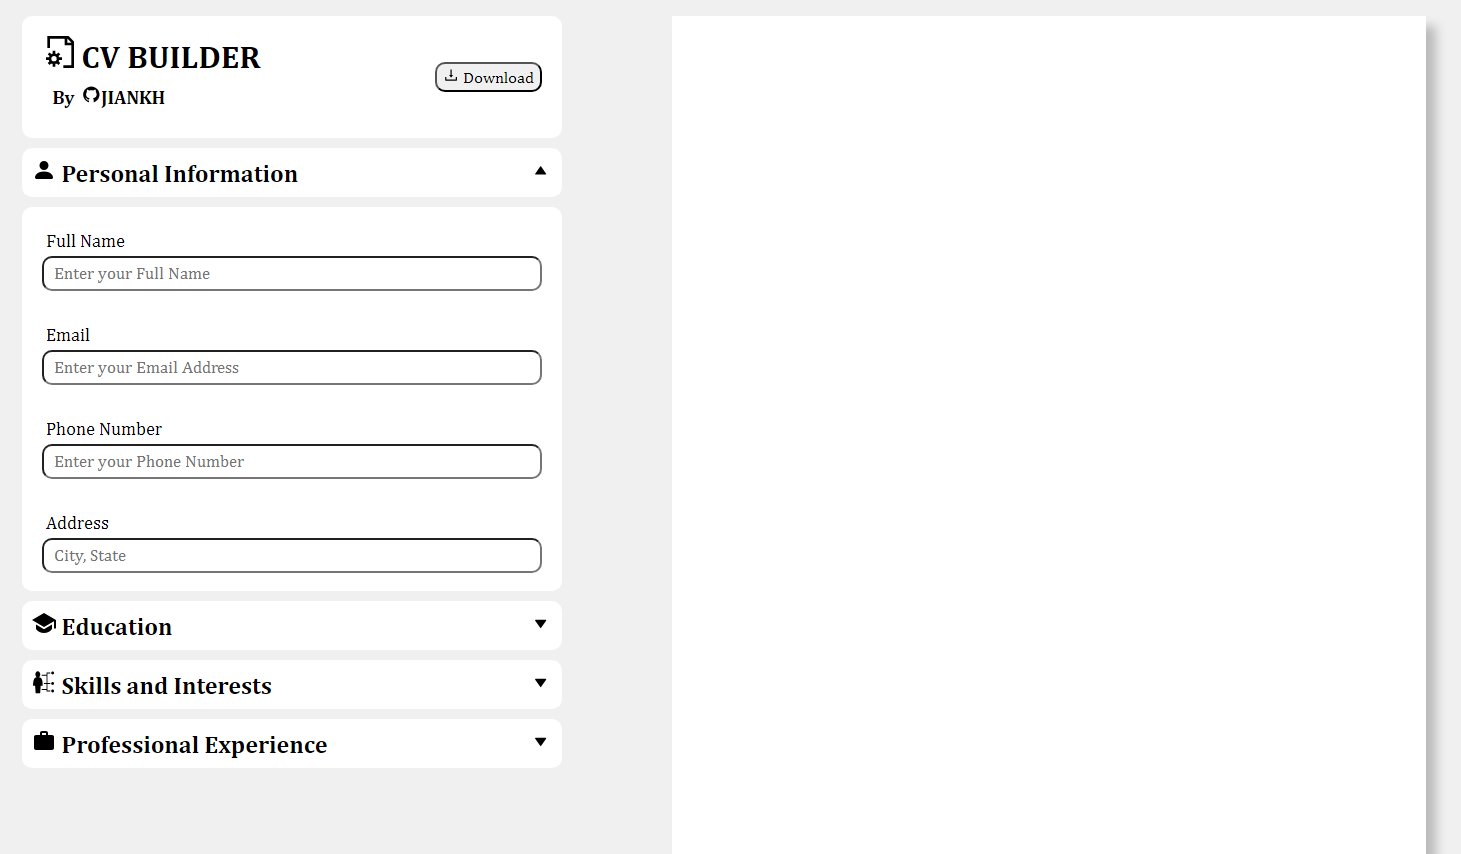 CV BUILDER
By JIANKH
Download
Personal Information
Full Name
Enter your Full Name
Email
Enter your Email Address
Phone Number
Enter your Phone Number
Address
City, State
Education
Skills and Interests
Professional Experience